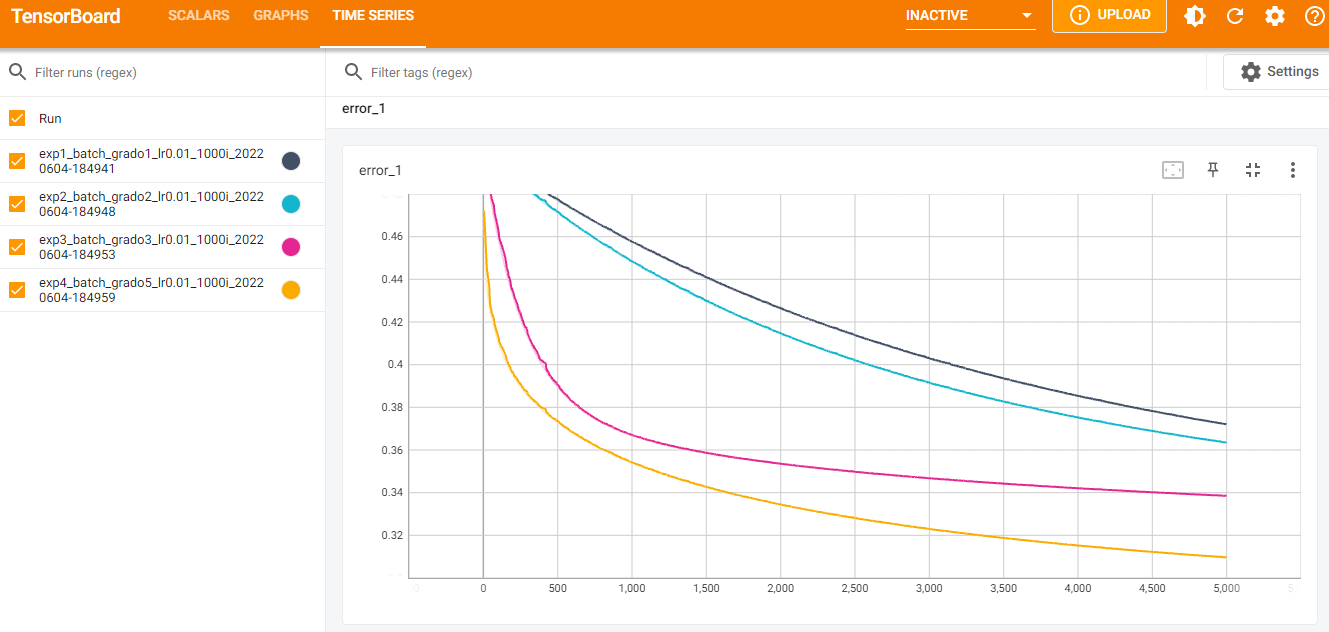 TensorBoard SCALARS GRAPHS TIME SERIES INACTIVE UPLOAD
Filter runs (regex)
Filter tags (regex)
Settings
Run
exp1_batch_grado1_lr0.01_1000i_2022
0604-184941
exp2_batch_grado2_lr0.01_1000i_2022
0604-184948
exp3_batch_grado3_lr0.01_1000i_2022
0604-184953
exp4_batch_grado5_lr0.01_1000i_2022
0604-184959
error_1
error_1
0.46
0.44
0.42
0.4
0.38
0.36
0.34
0.32
0 500 1,000 1,500 2,000 2,500 3,000 3,500 4,000 4,500 5,000